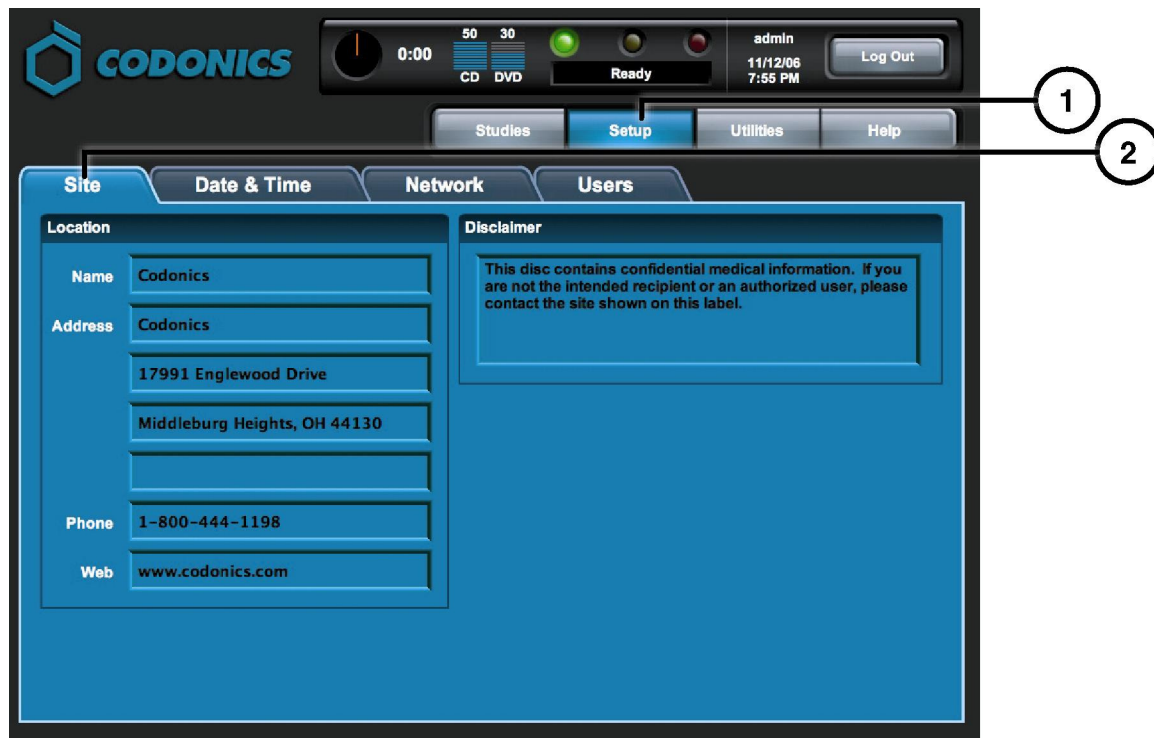 CODONICS
0:00
50 30
CD DVD
Ready
admin
11/12/06
7:55 PM
Log Out
1
Studies Setup Utilities Help
2
Site Date & Time Network Users
Location
Name Codonics
Address Codonics
17991 Englewood Drive
Middleburg Heights, OH 44130
Phone 1-800-444-1198
Web www.codonics.com
Disclaimer
This disc contains confidential medical information. If you
are not the intended recipient or an authorized user, please
contact the site shown on this label.